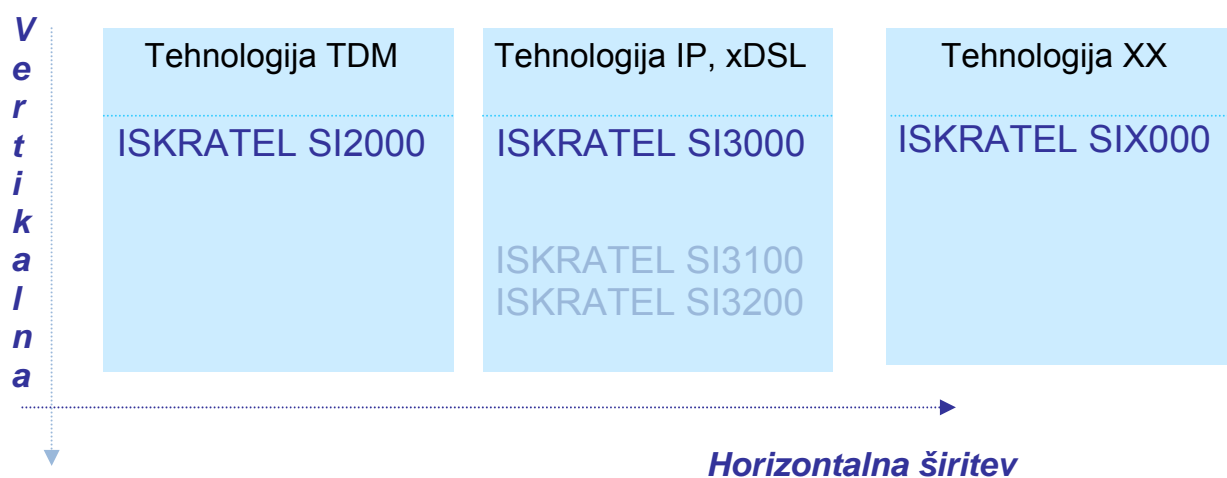 Vertikalna
Tehnologija TDM
ISKRATEL SI2000
Tehnologija IP, xDSL
ISKRATEL SI3000
ISKRATEL SI3100
ISKRATEL SI3200
Tehnologija XX
ISKRATEL SIX000
Horizontalna širitev